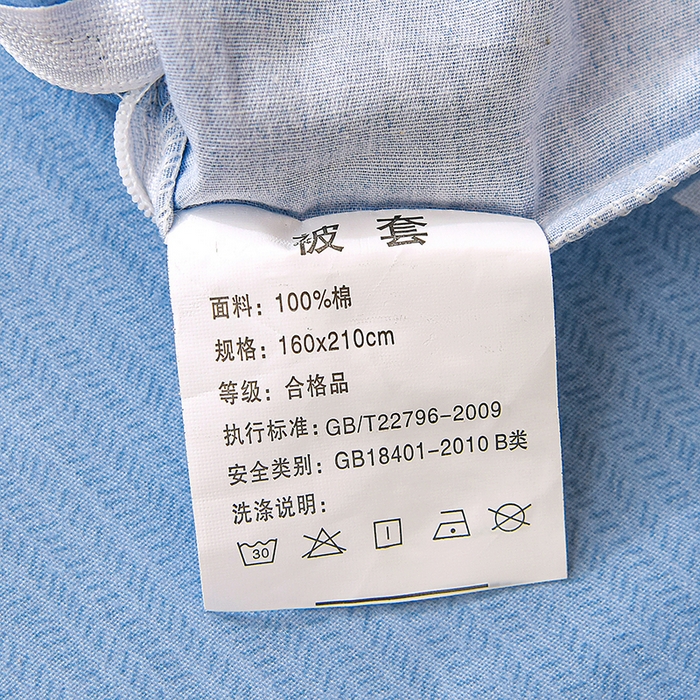 被套
面料：100%棉
规格：160x210cm
等级：合格品
执行标准：GB/T22796-2009
安全类别：GB18401-2010 B类
洗涤说明：
30